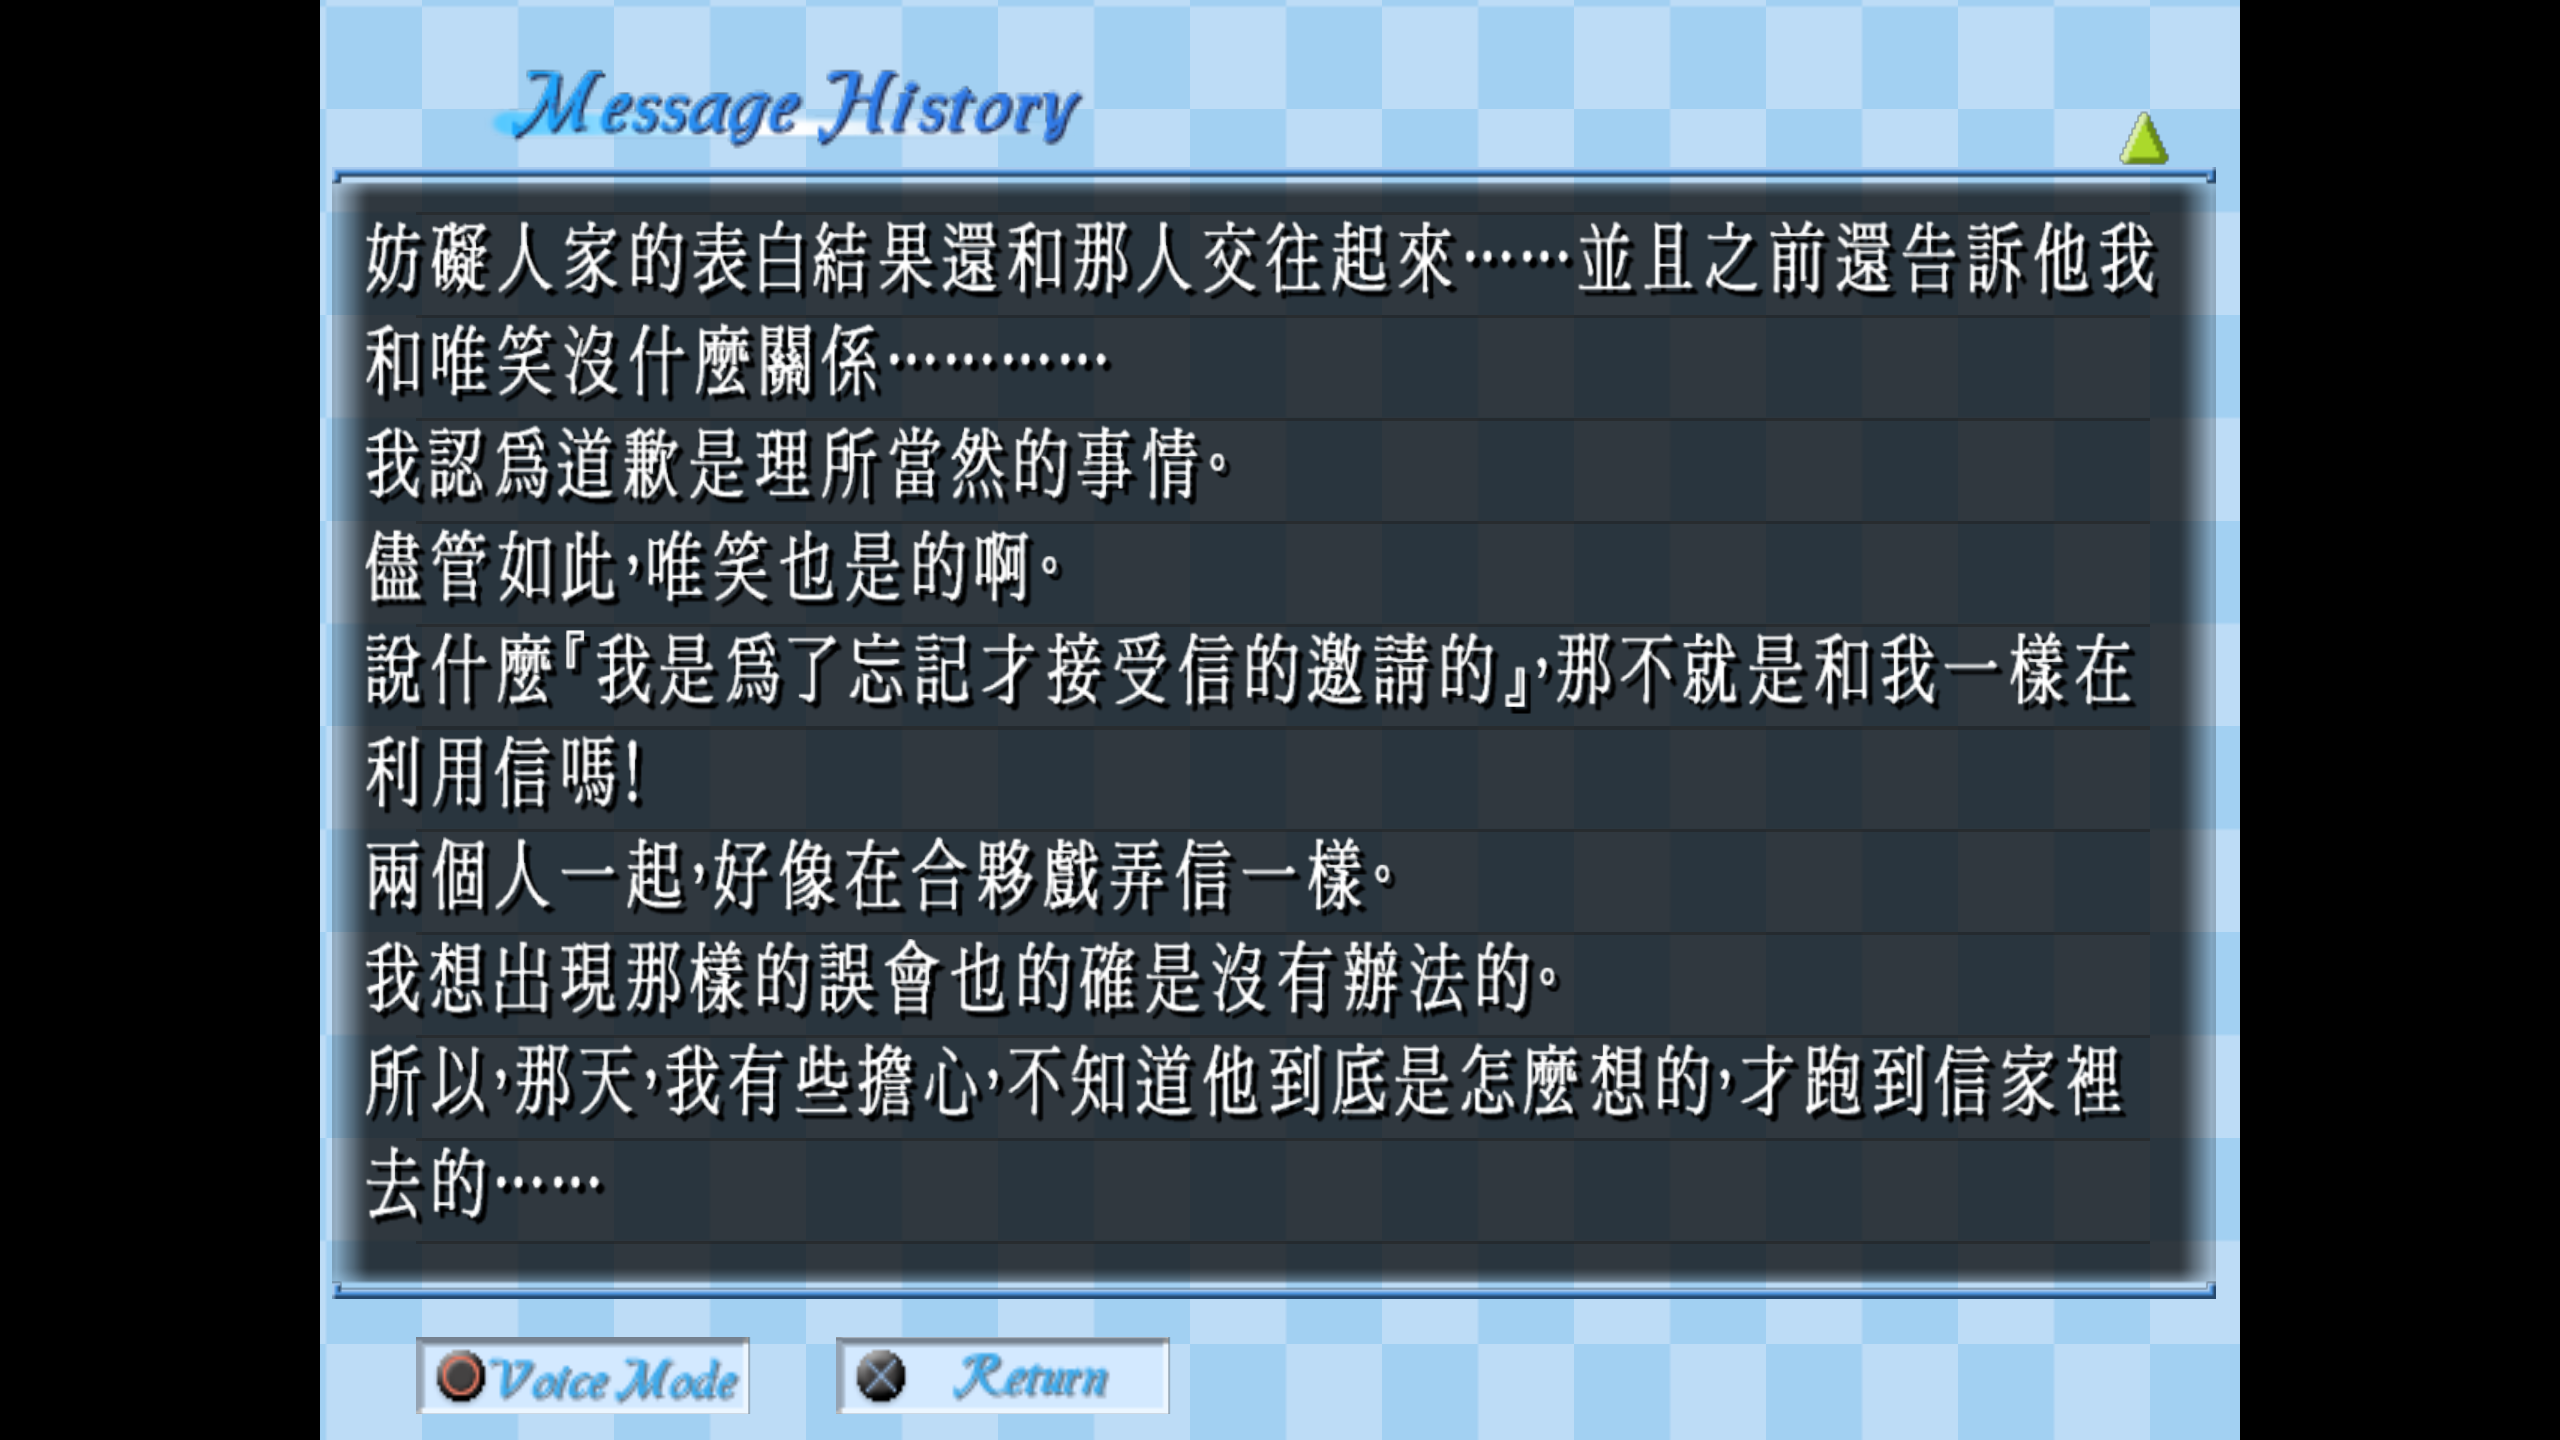 Message History
妨礙人家的表白結果還和那人交往起來……並且之前還告訴他我
和唯笑沒什麼關係…………
我認爲道歉是理所當然的事情。
儘管如此，唯笑也是的啊。
說什麼『我是爲了忘記才接受信的邀請的』，那不就是和我一樣在
利用信嗎！
兩個人一起，好像在合夥戲弄信一樣。
我想出現那樣的誤會也的確是沒有辦法的。
所以，那天，我有些擔心，不知道他到底是怎麼想的，才跑到信家裡
去的……
Voice Mode
Return